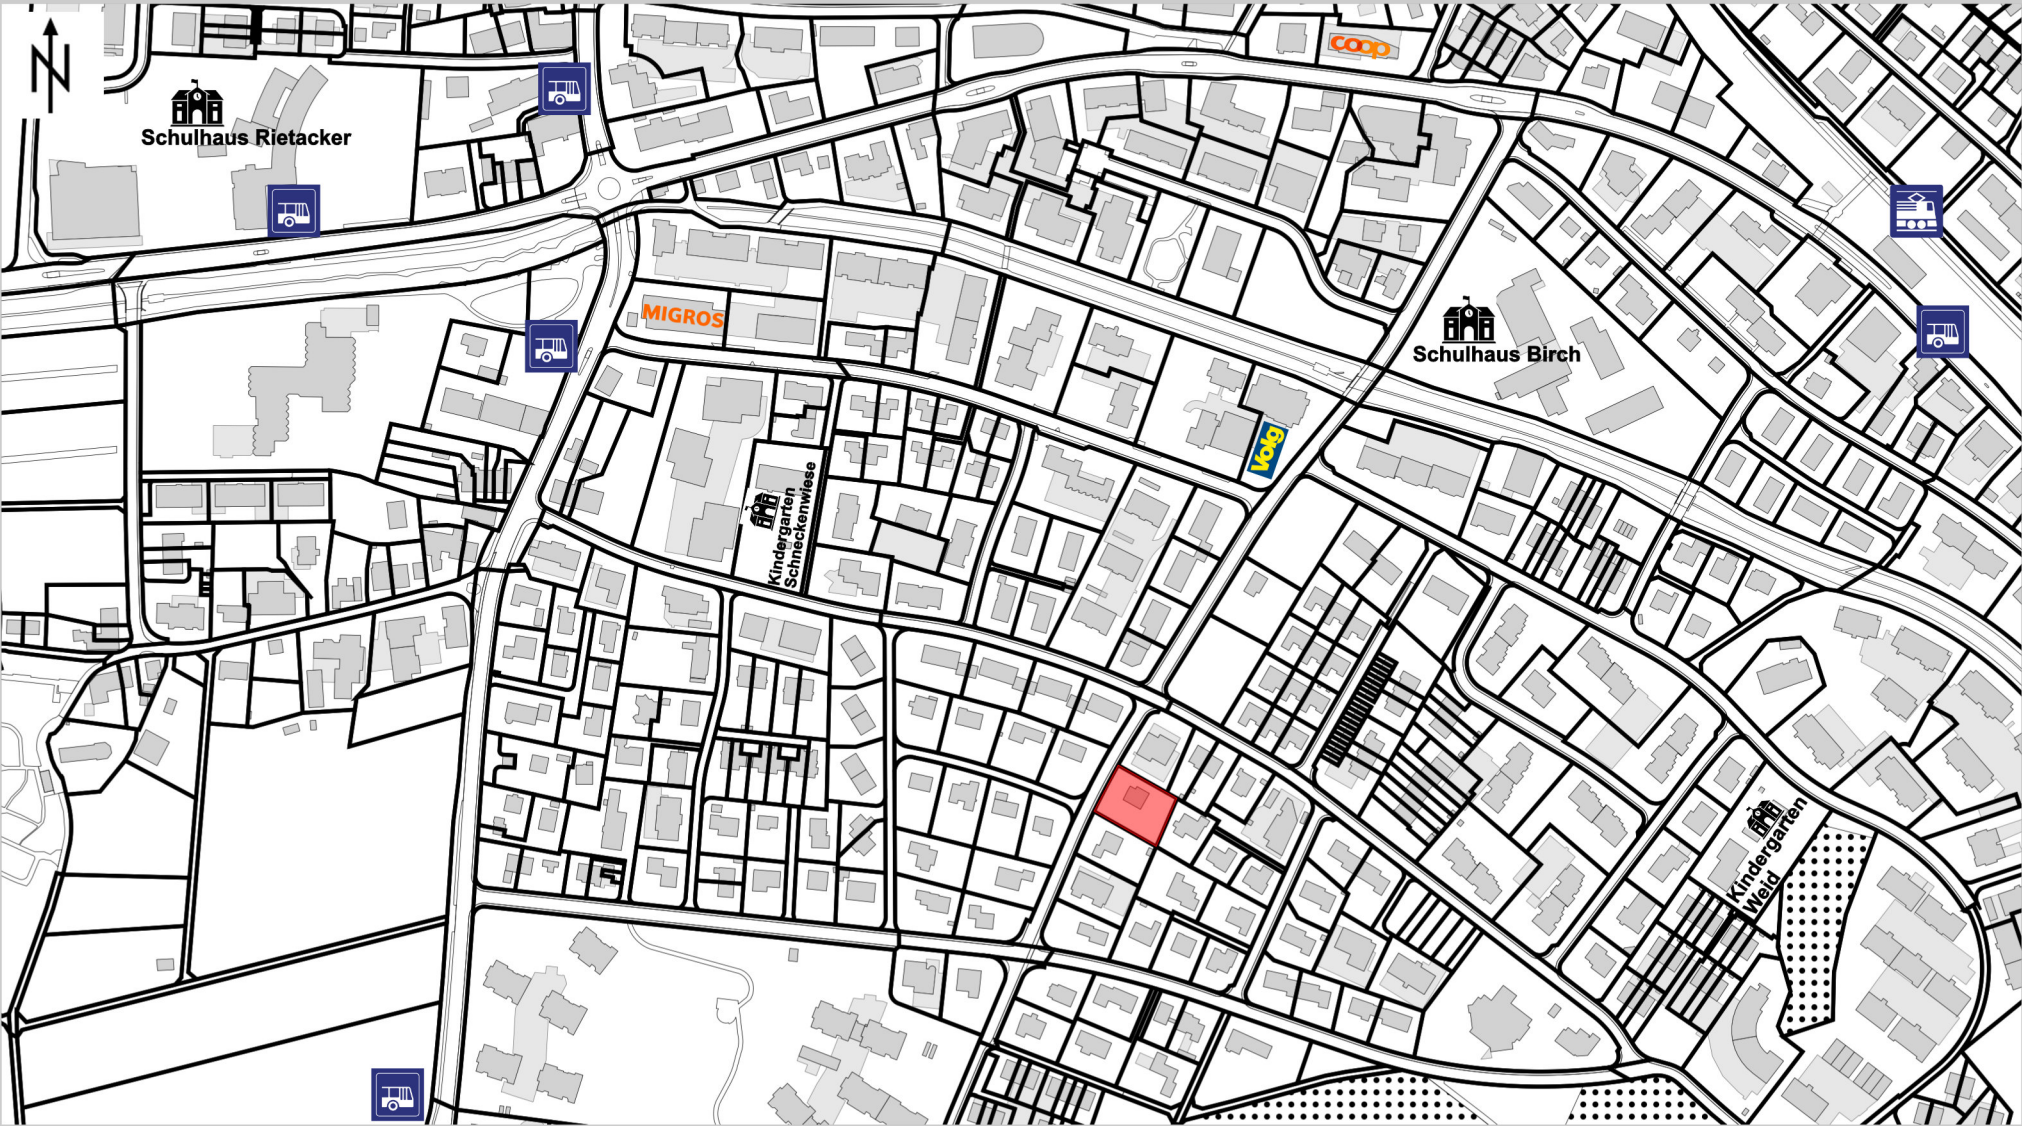 N
coop
Schulhaus Rietacker
MIGROS
Schulhaus Birch
Volg
Kindergarten
Schneckenwiese
Kindergarten
Weid